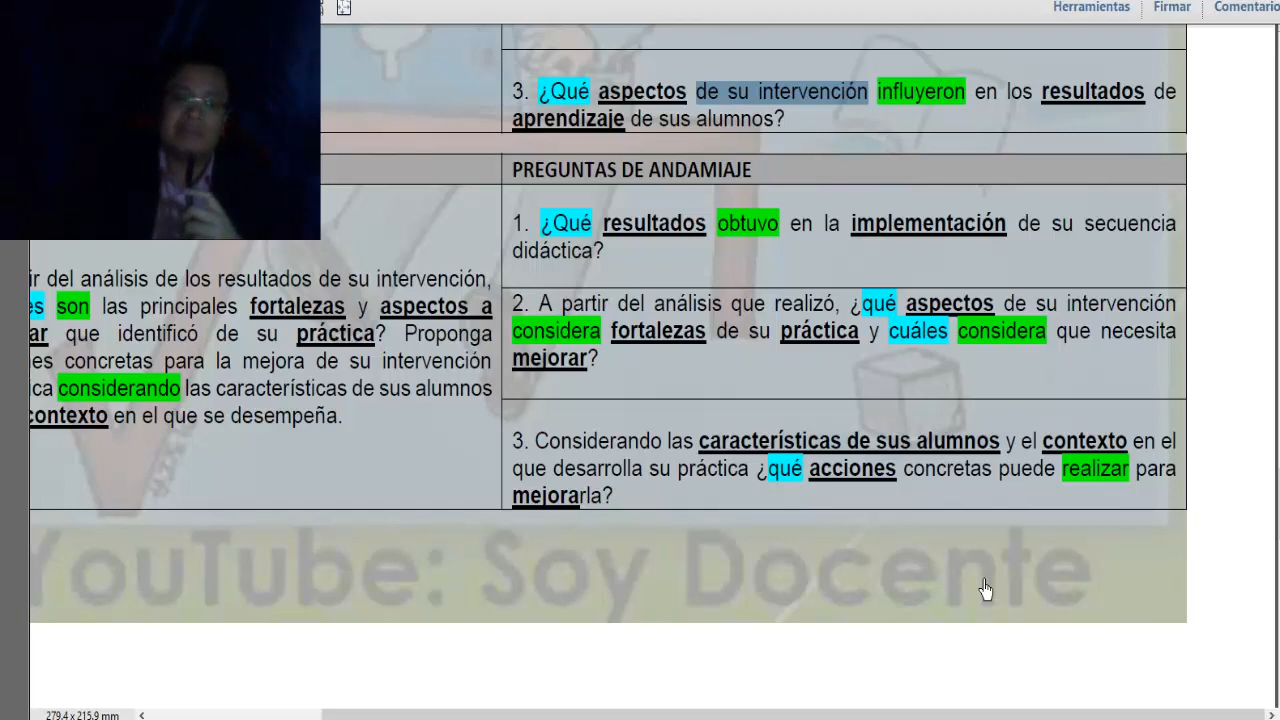 Herramientas Firmar Comentario
3. ¿Qué aspectos de su intervención influyeron en los resultados de
aprendizaje de sus alumnos?
PREGUNTAS DE ANDAMIAJE
1. ¿Qué resultados obtuvo en la implementación de su secuencia
didáctica?
ir del análisis de los resultados de su intervención,
es son las principales fortalezas y aspectos a
ar que identificó de su práctica? Proponga
es concretas para la mejora de su intervención
ca considerando las características de sus alumnos
contexto en el que se desempeña.
2. A partir del análisis que realizó, ¿qué aspectos de su intervención
considera fortalezas de su práctica y cuáles considera que necesita
mejorar?
3. Considerando las características de sus alumnos y el contexto en el
que desarrolla su práctica ¿qué acciones concretas puede realizar para
mejorarla?
YouTube: Soy Docente
279.4 x 215.9 mm